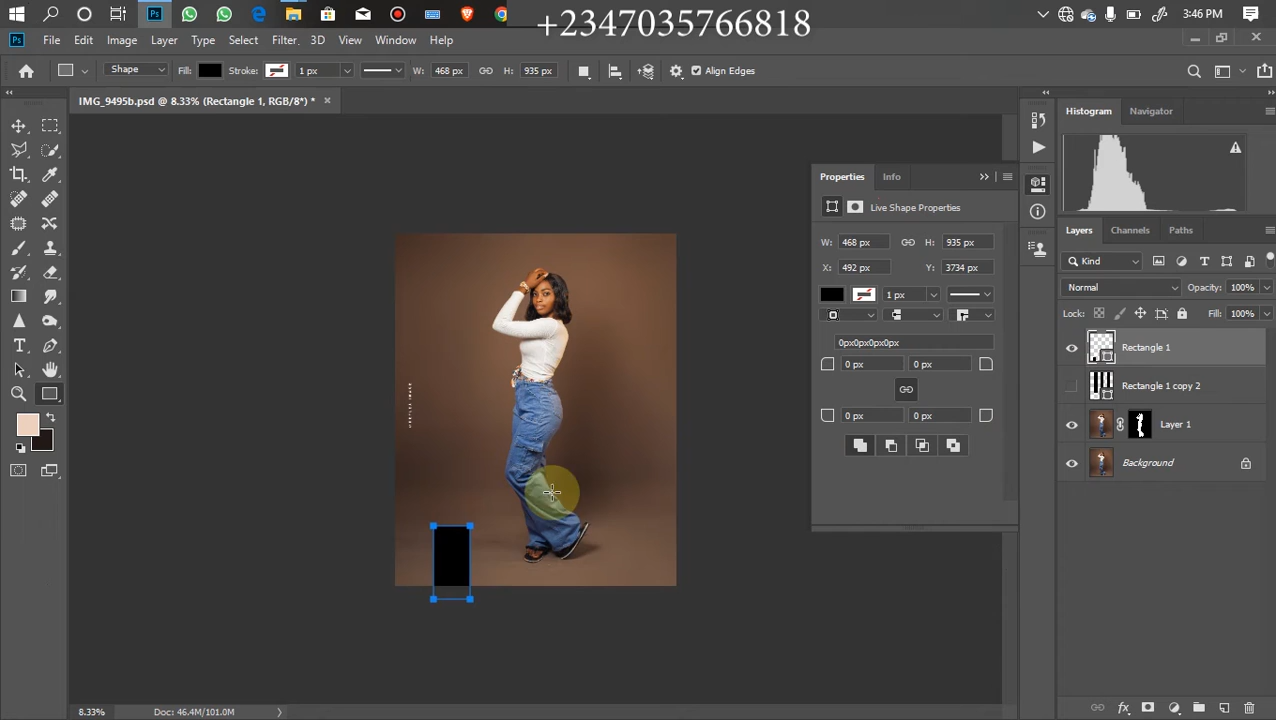 3:46 PM
+2347035766818
File Edit Image Layer Type Select Filter 3D View Window Help
Shape Fill: Stroke: 1 px W: 468 px H: 935 px Align Edges
IMG_9495b.psd @ 8.33% (Rectangle 1, RGB/8*) * ×
Histogram Navigator
Properties Info
Live Shape Properties
W: 468 px H: 935 px
X: 492 px Y: 3734 px
1 px
0px0px0px0px
0 px 0 px
0 px 0 px
Layers Channels Paths
Kind
Normal Opacity: 100%
Lock: Fill: 100%
Rectangle 1
Rectangle 1 copy 2
Layer 1
Background
8.33% Doc: 46.4M/101.0M